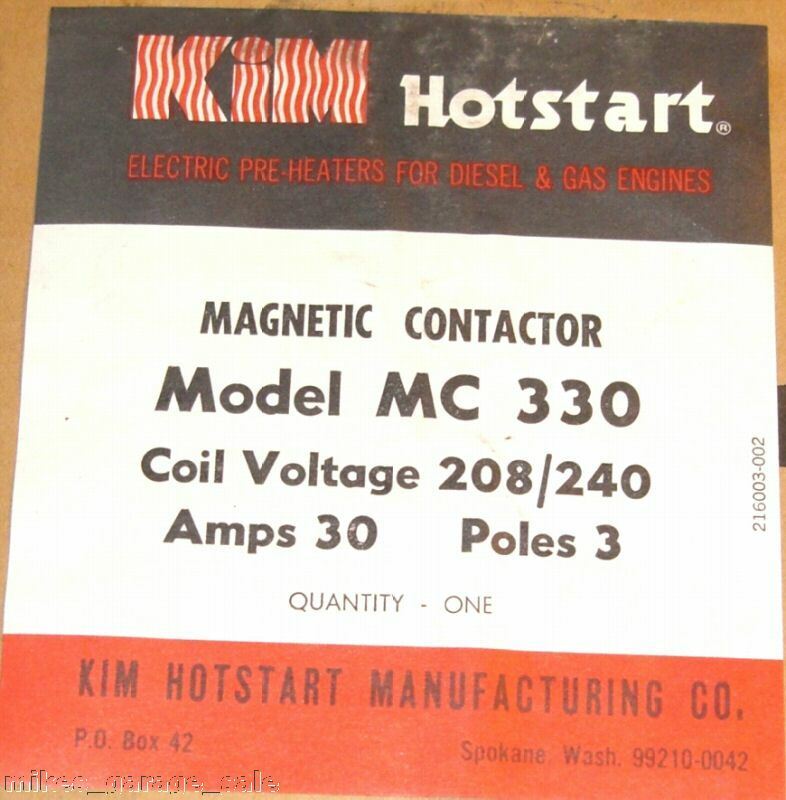 KiM Hotstart®
ELECTRIC PRE-HEATERS FOR DIESEL & GAS ENGINES
MAGNETIC CONTACTOR
Model MC 330
Coil Voltage 208/240
Amps 30 Poles 3
QUANTITY - ONE
216003-002
KIM HOTSTART MANUFACTURING CO.
P.O. Box 42 Spokane, Wash. 99210-0042
mikes_garage_sale